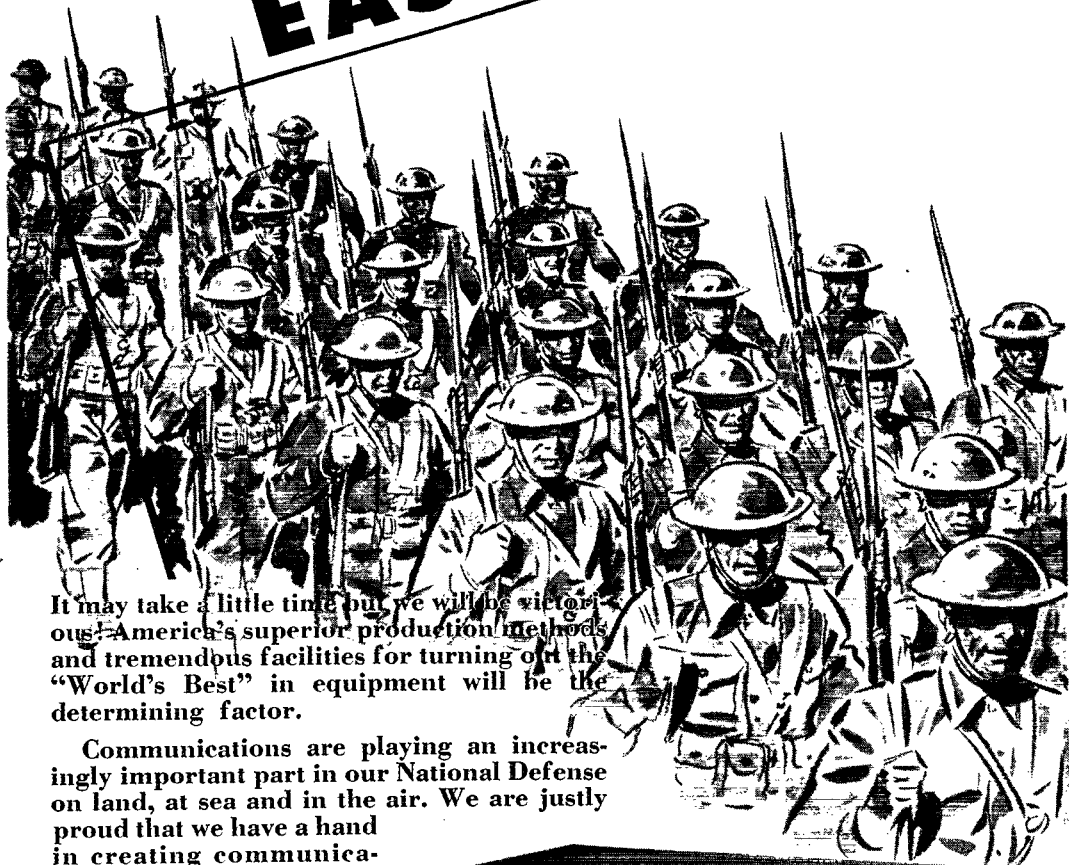 EAS
It may take a little time but we will be victori-
ous! America's superior production methods
and tremendous facilities for turning out the
“World's Best” in equipment will be the
determining factor.
Communications are playing an increas-
ingly important part in our National Defense
on land, at sea and in the air. We are justly
proud that we have a hand
in creating communica-